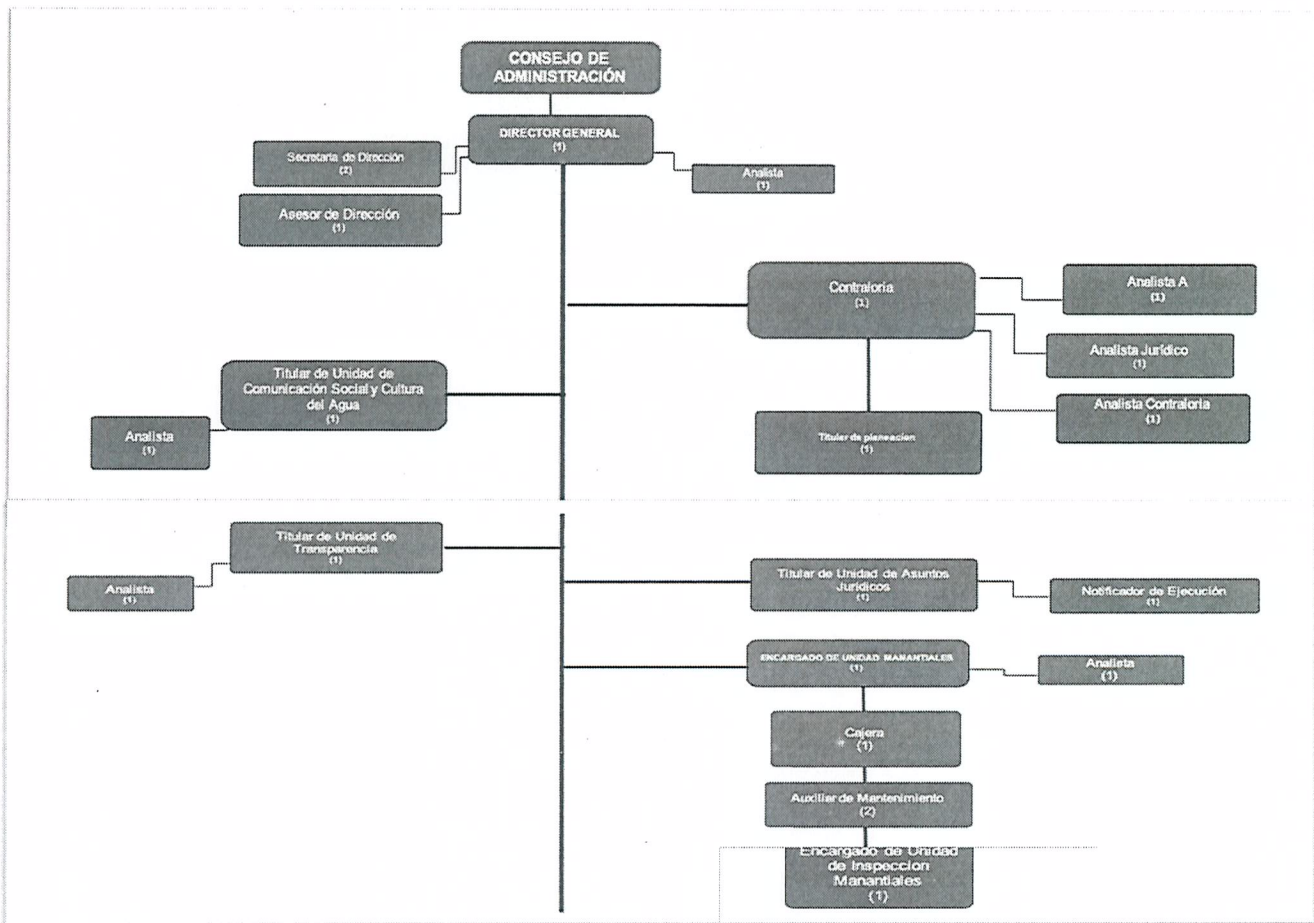 CONSEJO DE
ADMINISTRACIÓN
DIRECTOR GENERAL
(1)
Secretaria de Dirección
(2)
Analista
(1)
Asesor de Dirección
(1)
Contraloria
(1)
Analista A
(1)
Analista Jurídico
(1)
Analista Contraloria
(1)
Titular de Unidad de
Comunicación Social y Cultura
del Agua
(1)
Analista
(1)
Titular de planeacion
(1)
Titular de Unidad de
Transparencia
(1)
Analista
(1)
Titular de Unidad de Asuntos
Jurídicos
(1)
Notificador de Ejecución
(1)
ENCARGADO DE UNIDAD MANANTIALES
(1)
Analista
(1)
Cajera
(1)
Auxiliar de Mantenimiento
(2)
Encargado de Unidad
de Inspeccion
Manantiales
(1)